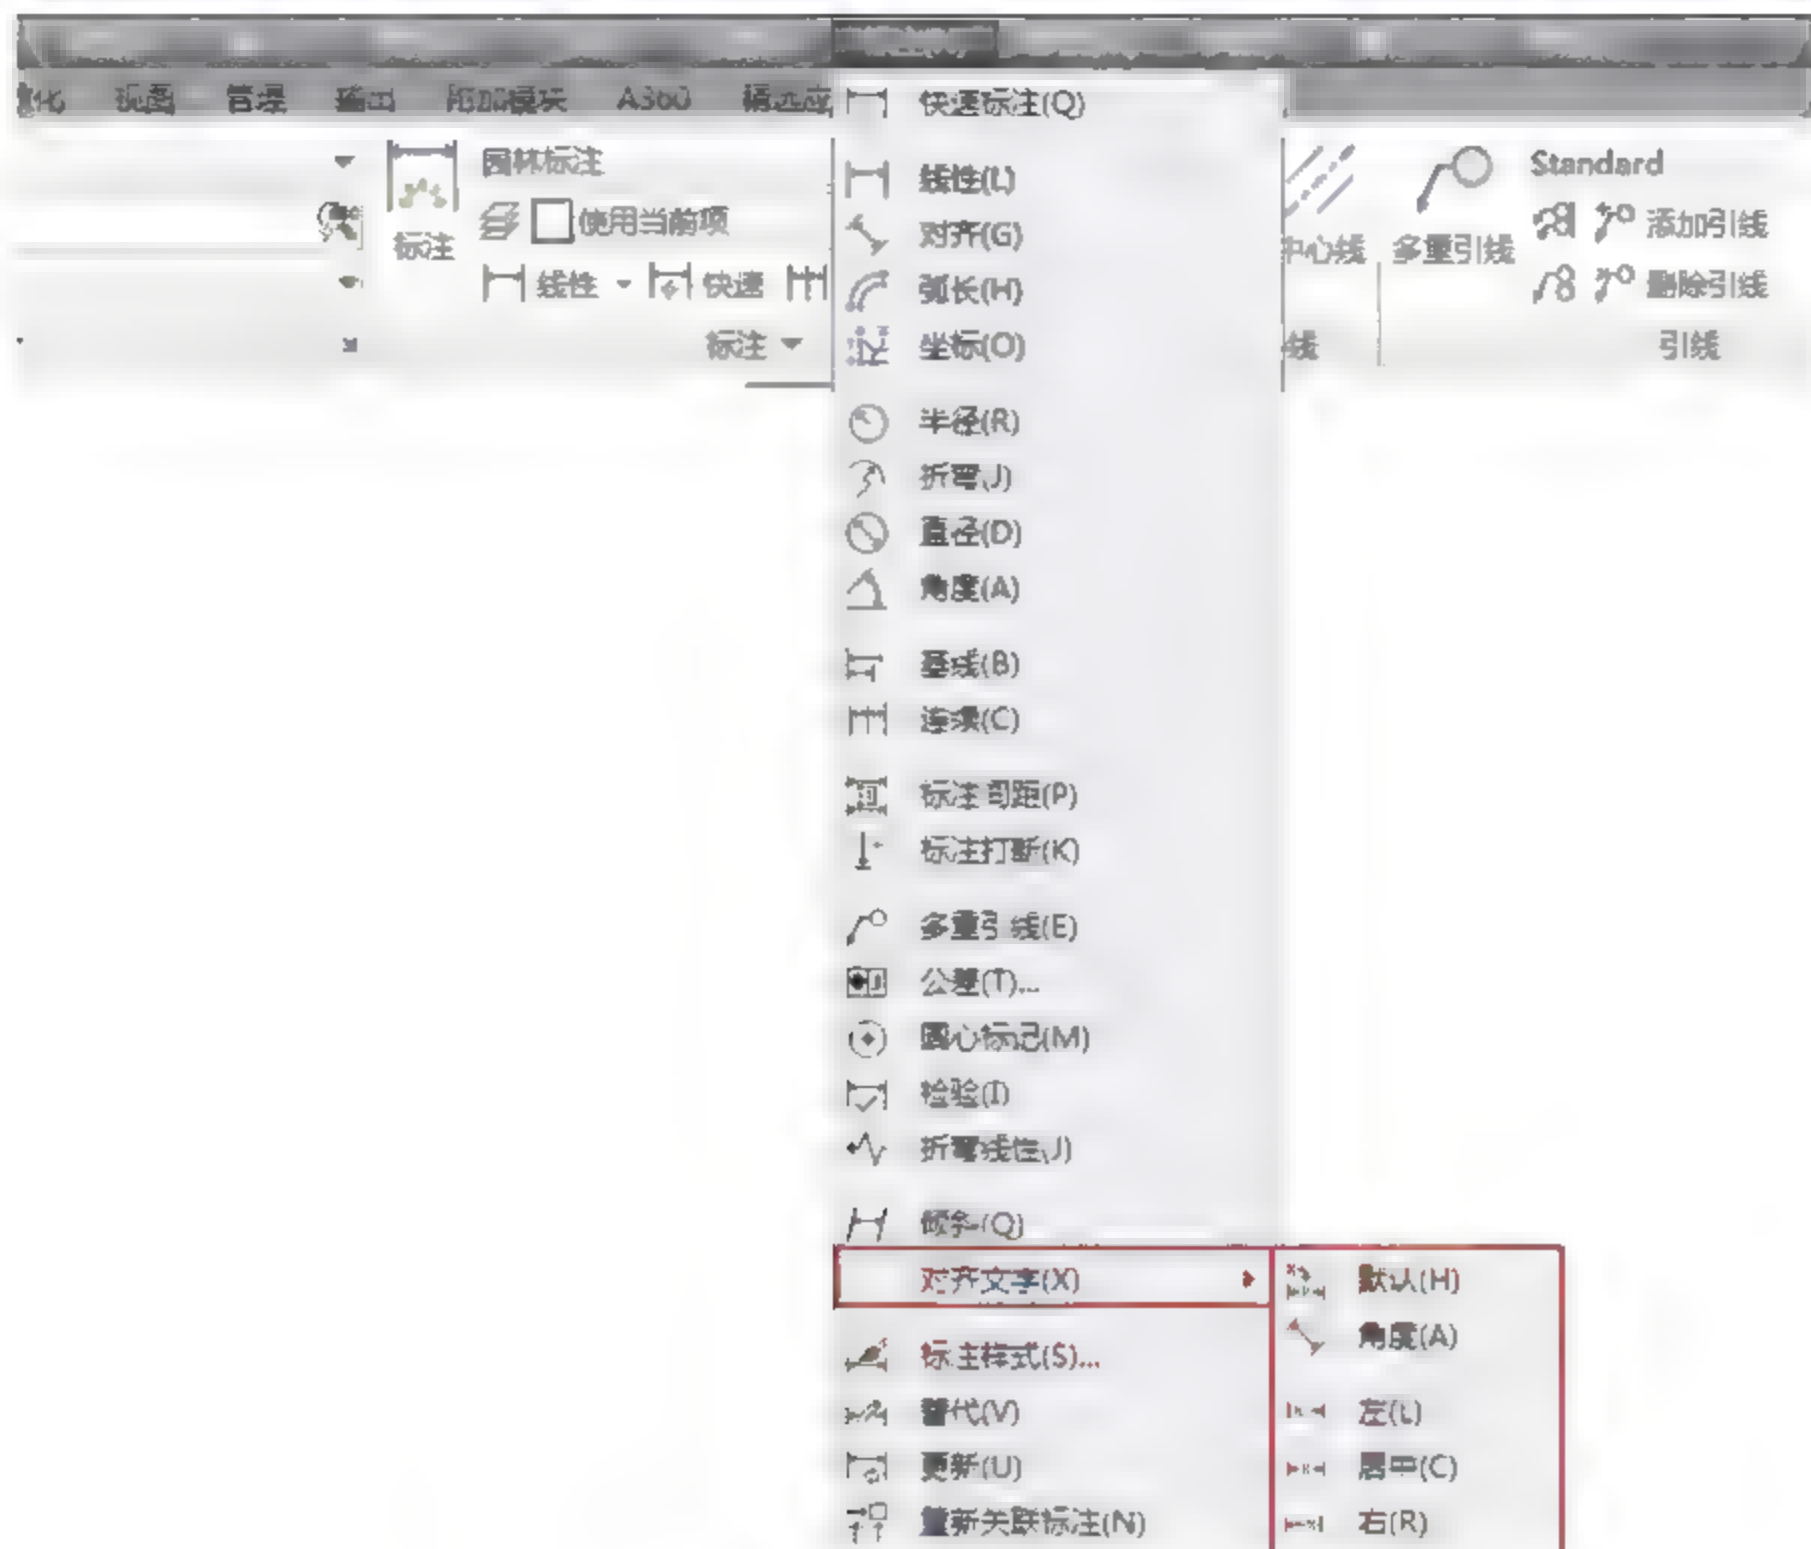 视图 管理 输出 附加模块 A360 精选应
园林标注
标注
使用当前项
线性 快速
标注
快速标注(Q)
线性(L)
对齐(G)
弧长(H)
坐标(O)
半径(R)
折弯(J)
直径(D)
角度(A)
基线(B)
连续(C)
标注间距(P)
标注打断(K)
多重引线(E)
公差(T)...
圆心标记(M)
检验(I)
折弯线性(J)
倾斜(Q)
对齐文字(X)
标注样式(S)...
替代(V)
更新(U)
重新关联标注(N)
默认(H)
角度(A)
左(L)
居中(C)
右(R)
中心线
线
多重引线
Standard
添加引线
删除引线
引线